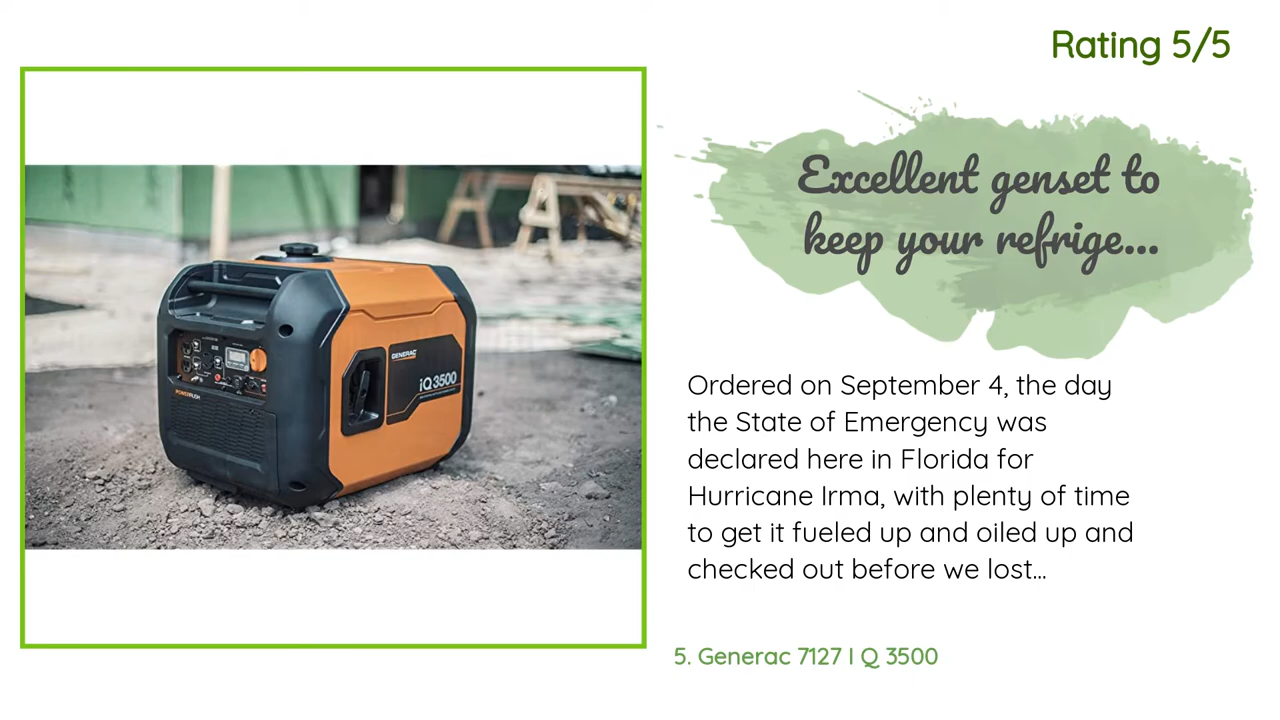 Rating 5/5
Excellent genset to
keep your refrige...
Ordered on September 4, the day
the State of Emergency was
declared here in Florida for
Hurricane Irma, with plenty of time
to get it fueled up and oiled up and
checked out before we lost...
GENERAC
iQ3500
POWERRUSH
5. Generac 7127 I Q 3500